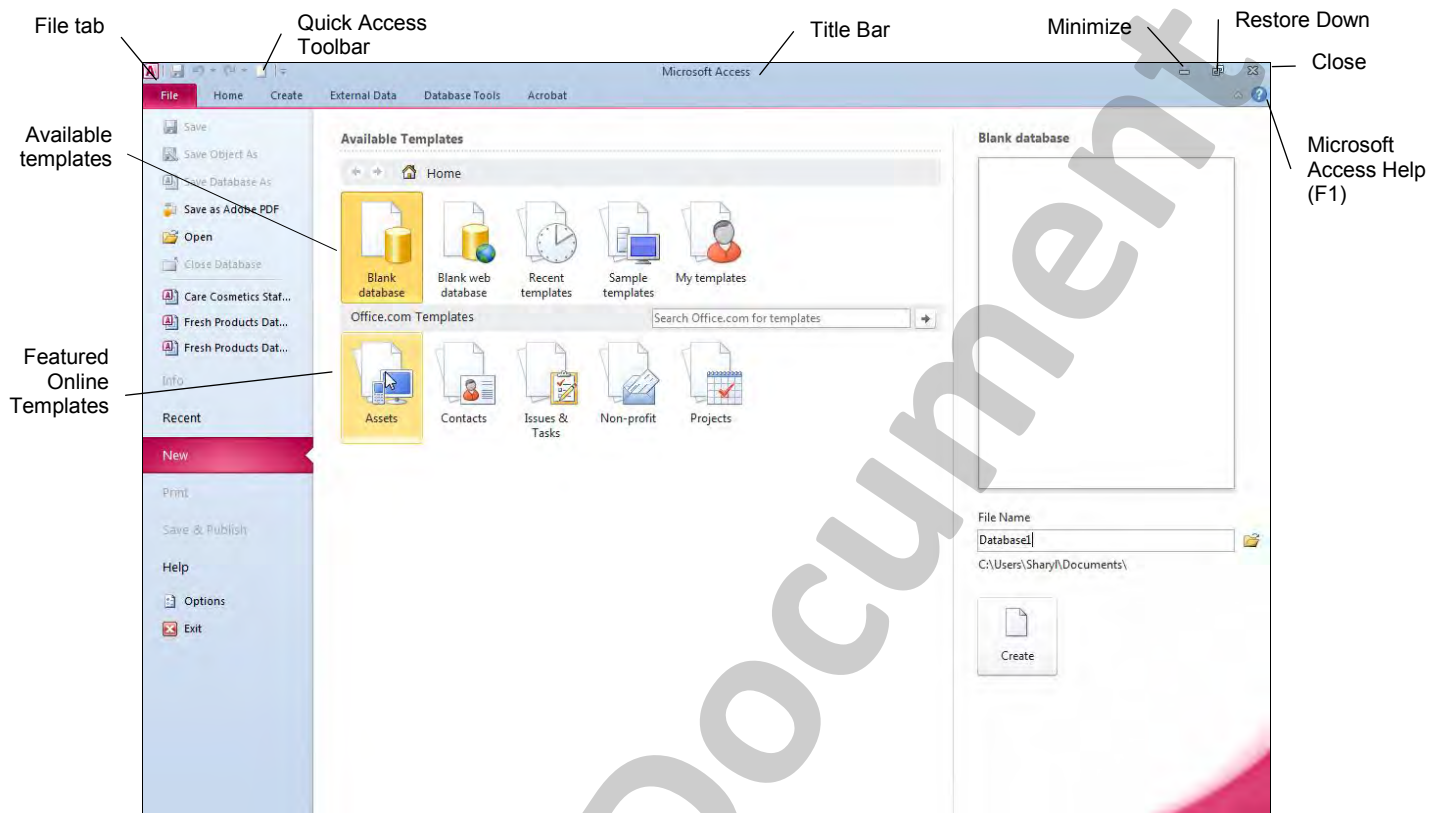 File tab
Quick Access
Toolbar
Title Bar
Minimize
Restore Down
Close
Microsoft Access
File Home Create External Data Database Tools Acrobat
Microsoft
Access Help
(F1)
Available
templates
Featured
Online
Templates
Save
Save Object As
Save Database As
Save as Adobe PDF
Open
Close Database
Care Cosmetics Staf...
Fresh Products Dat...
Fresh Products Dat...
Info
Recent
New
Print
Save & Publish
Help
Options
Exit
Available Templates
Home
Blank
database
Blank web
database
Recent
templates
Sample
templates
My templates
Office.com Templates
Search Office.com for templates
Assets
Contacts
Issues &
Tasks
Non-profit
Projects
Blank database
File Name
Database1
C:\Users\Sharyl\Documents\
Create
Document